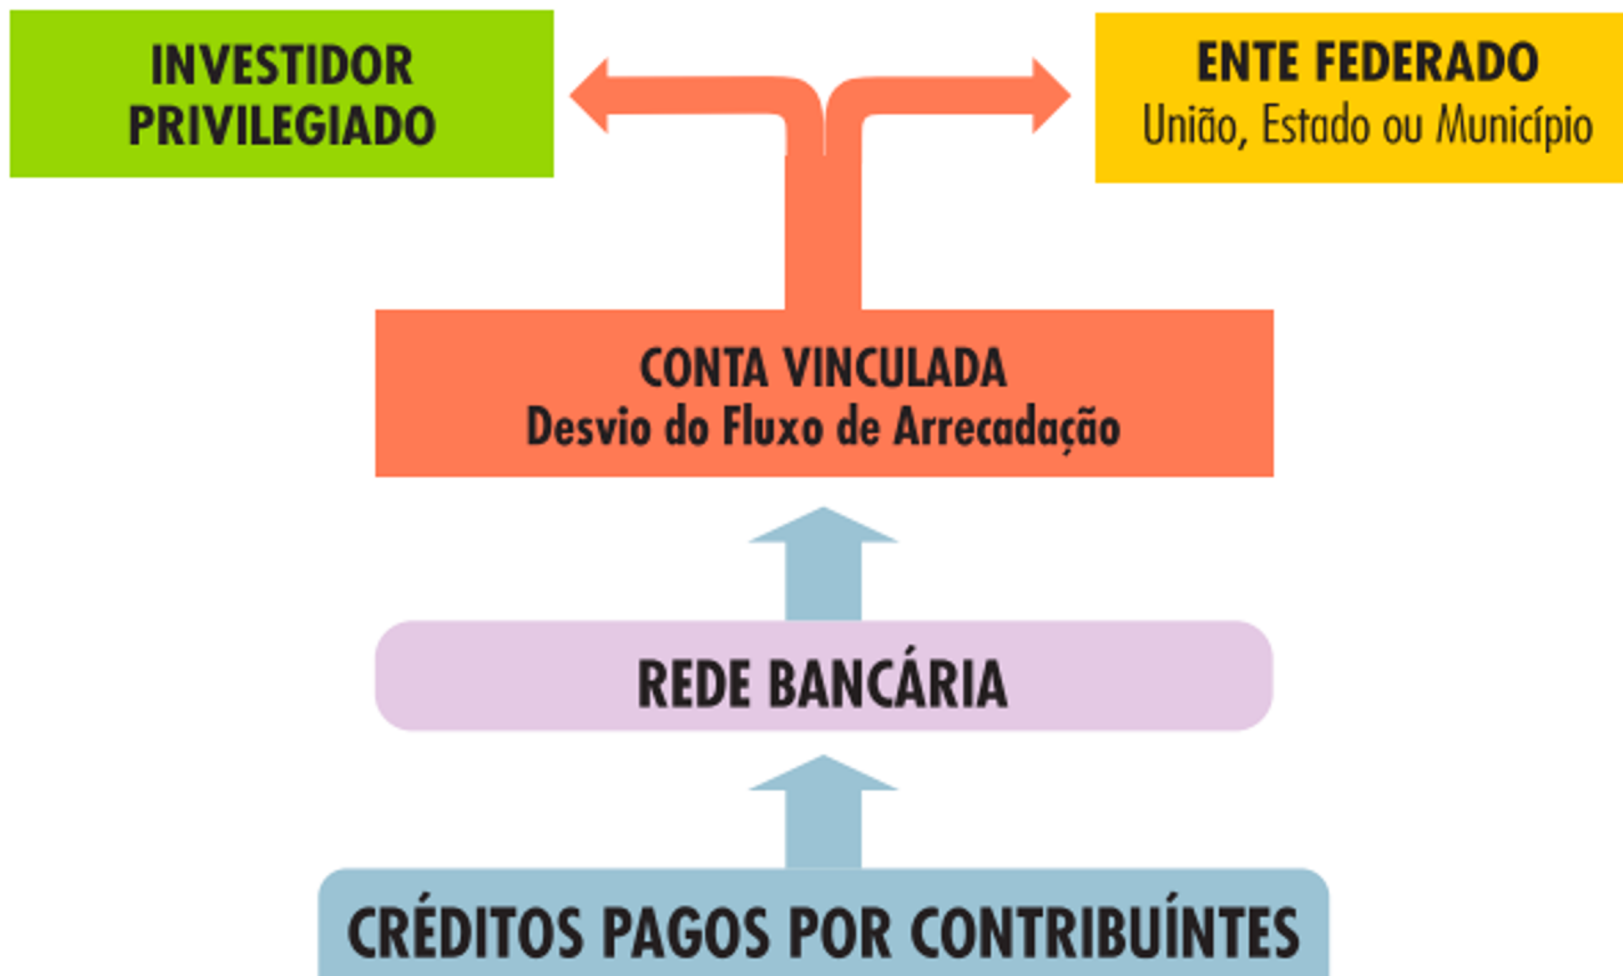 INVESTIDOR
PRIVILEGIADO
ENTE FEDERADO
União, Estado ou Município
CONTA VINCULADA
Desvio do Fluxo de Arrecadação
REDE BANCÁRIA
CRÉDITOS PAGOS POR CONTRIBUÍNTES